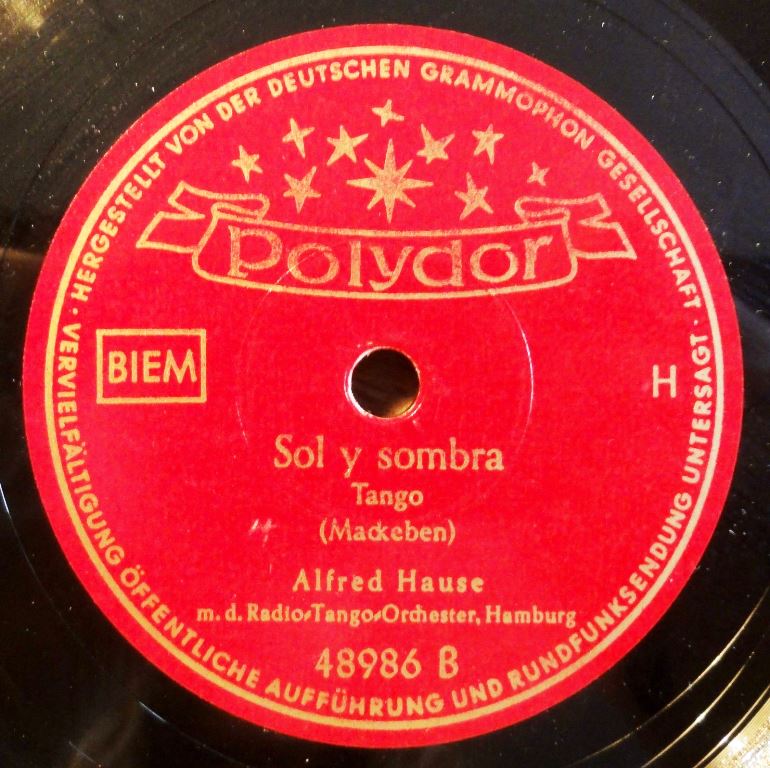 HERGESTELLT VON DER DEUTSCHEN GRAMMOPHON GESELLSCHAFT ·
VERVIELFÄLTIGUNG ÖFFENTLICHE AUFFÜHRUNG UND RUNDFUNKSENDUNG UNTERSAGT ·
Polydor
BIEM
H
Sol y sombra
Tango
(Mackeben)
Alfred Hause
m. d. Radio-Tango-Orchester, Hamburg
48986 B